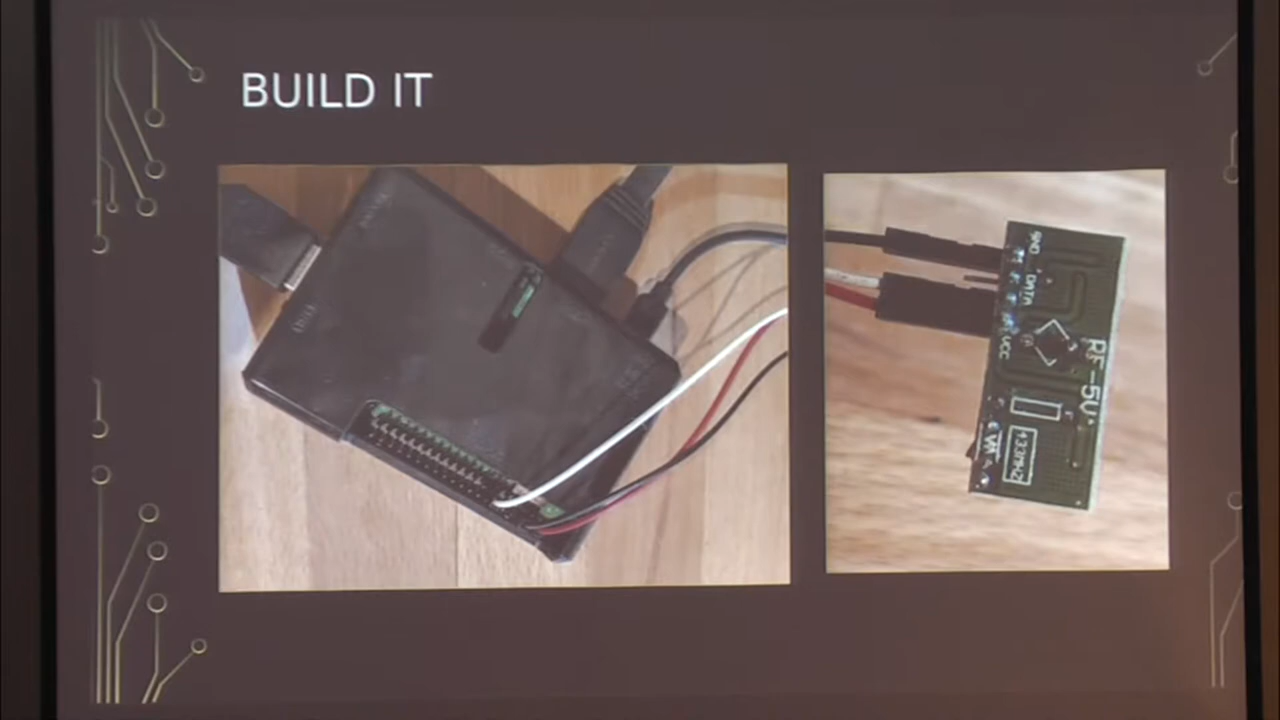 BUILD IT
GND
DATA
VCC
RF-5V
433MHZ